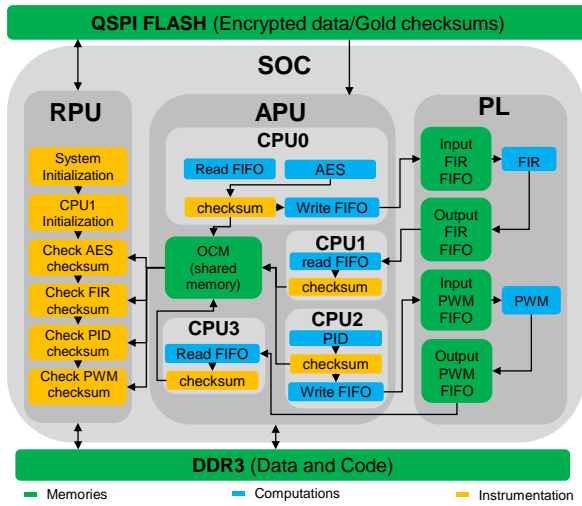 QSPI FLASH (Encrypted data/Gold checksums)
SOC
RPU
System
Initialization
CPU1
Initialization
Check AES
checksum
Check FIR
checksum
Check PID
checksum
Check PWM
checksum
APU
CPU0
Read FIFO
AES
checksum
Write FIFO
OCM
(shared
memory)
CPU1
read FIFO
checksum
CPU3
Read FIFO
checksum
CPU2
PID
checksum
Write FIFO
PL
Input
FIR
FIFO
FIR
Output
FIR
FIFO
Input
PWM
FIFO
PWM
Output
PWM
FIFO
DDR3 (Data and Code)
Memories
Computations
Instrumentation